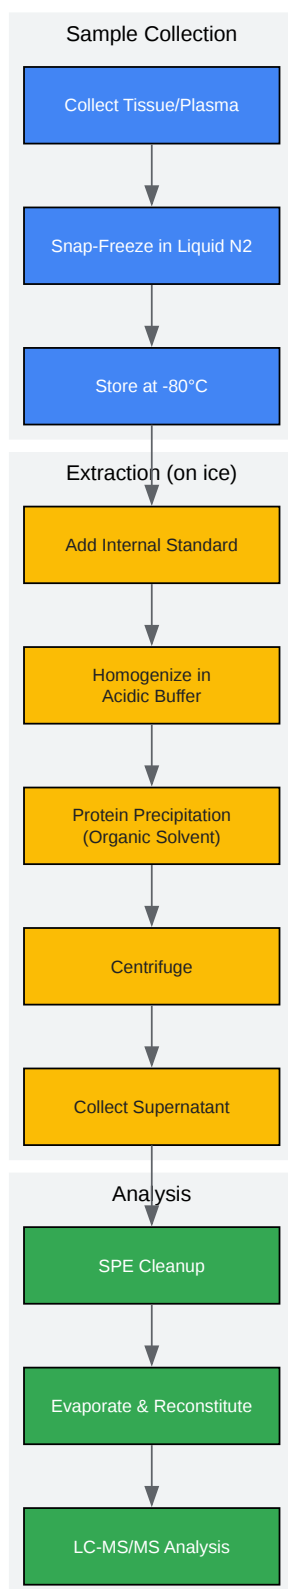 Sample Collection
Collect Tissue/Plasma
Snap-Freeze in Liquid N2
Store at -80°C
Extraction (on ice)
Add Internal Standard
Homogenize in
Acidic Buffer
Protein Precipitation
(Organic Solvent)
Centrifuge
Collect Supernatant
Analysis
SPE Cleanup
Evaporate & Reconstitute
LC-MS/MS Analysis